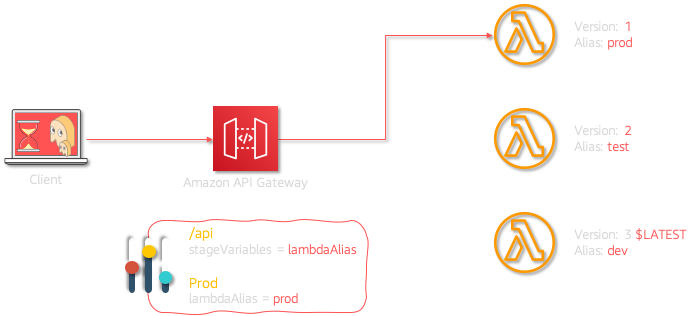 Version: 1
Alias: prod
Version: 2
Alias: test
Client
Amazon API Gateway
/api
stageVariables = lambdaAlias
Prod
lambdaAlias = prod
Version: 3 $LATEST
Alias: dev